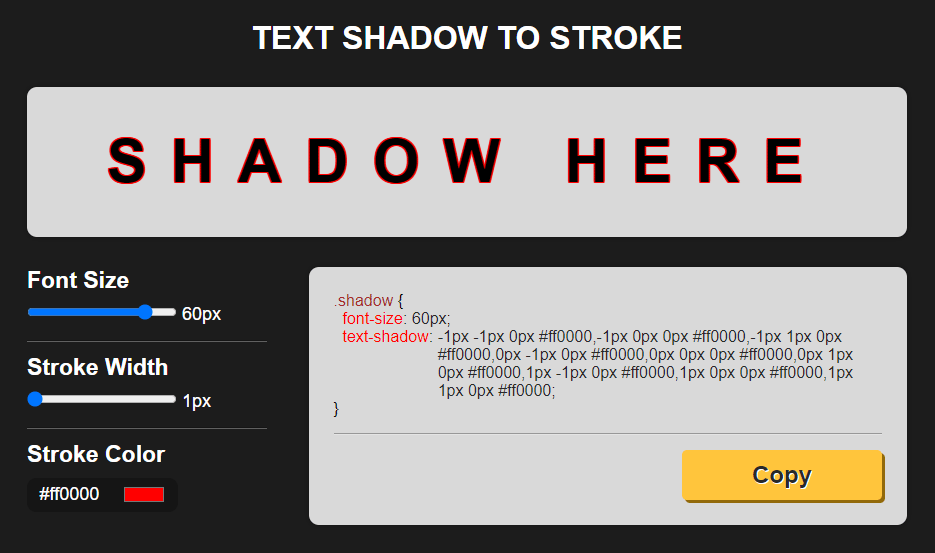 TEXT SHADOW TO STROKE
SHADOW HERE
Font Size
60px
Stroke Width
1px
Stroke Color
#ff0000
.shadow {
font-size: 60px;
text-shadow: -1px -1px 0px #ff0000,-1px 0px 0px #ff0000,-1px 1px 0px
#ff0000,0px -1px 0px #ff0000,0px 0px 0px #ff0000,0px 1px
0px #ff0000,1px -1px 0px #ff0000,1px 0px 0px #ff0000,1px
1px 0px #ff0000;
}
Copy